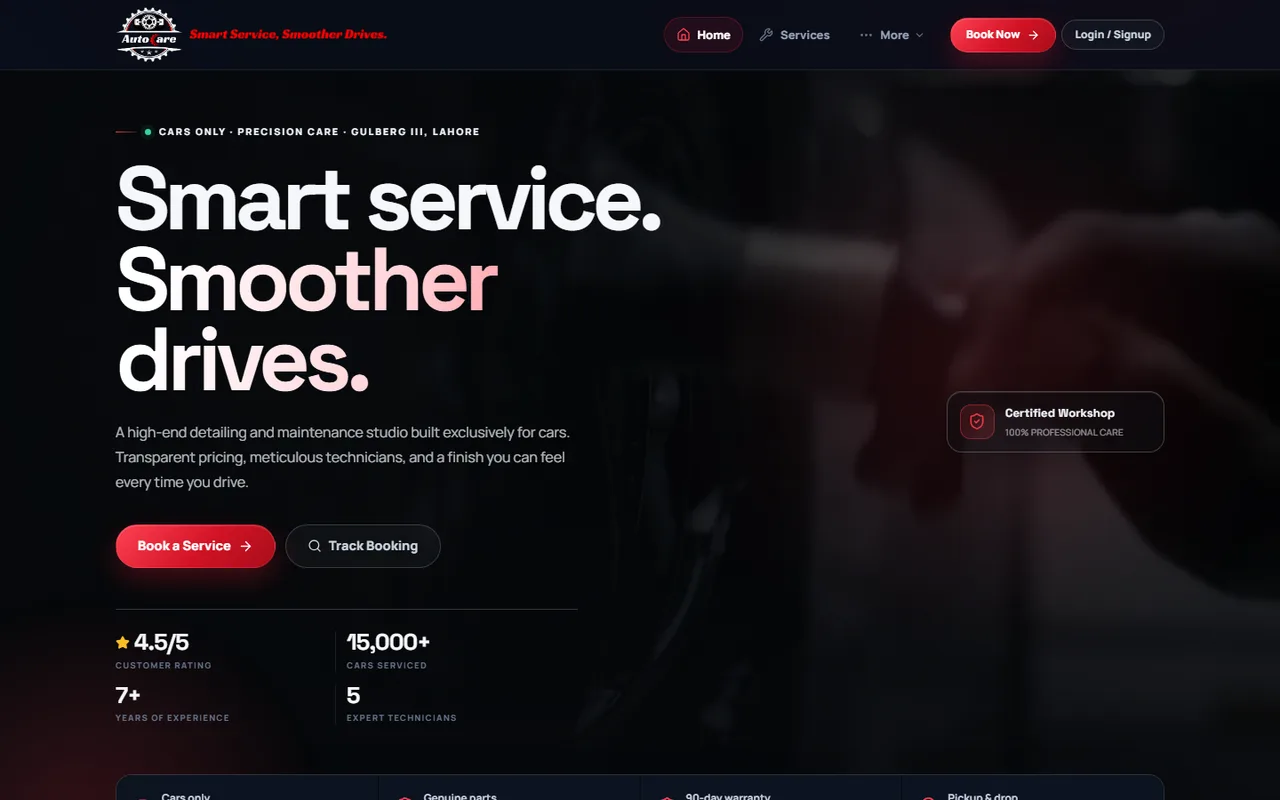 AutoCare
Smart Service, Smoother Drives.
Home
Services
More
Book Now
Login / Signup
CARS ONLY · PRECISION CARE · GULBERG III, LAHORE
Smart service.
Smoother
drives.
A high-end detailing and maintenance studio built exclusively for cars.
Transparent pricing, meticulous technicians, and a finish you can feel
every time you drive.
Certified Workshop
100% PROFESSIONAL CARE
Book a Service
Track Booking
4.5/5
CUSTOMER RATING
15,000+
CARS SERVICED
7+
YEARS OF EXPERIENCE
5
EXPERT TECHNICIANS
Cars only
Genuine parts
90-day warranty
Pickup & drop